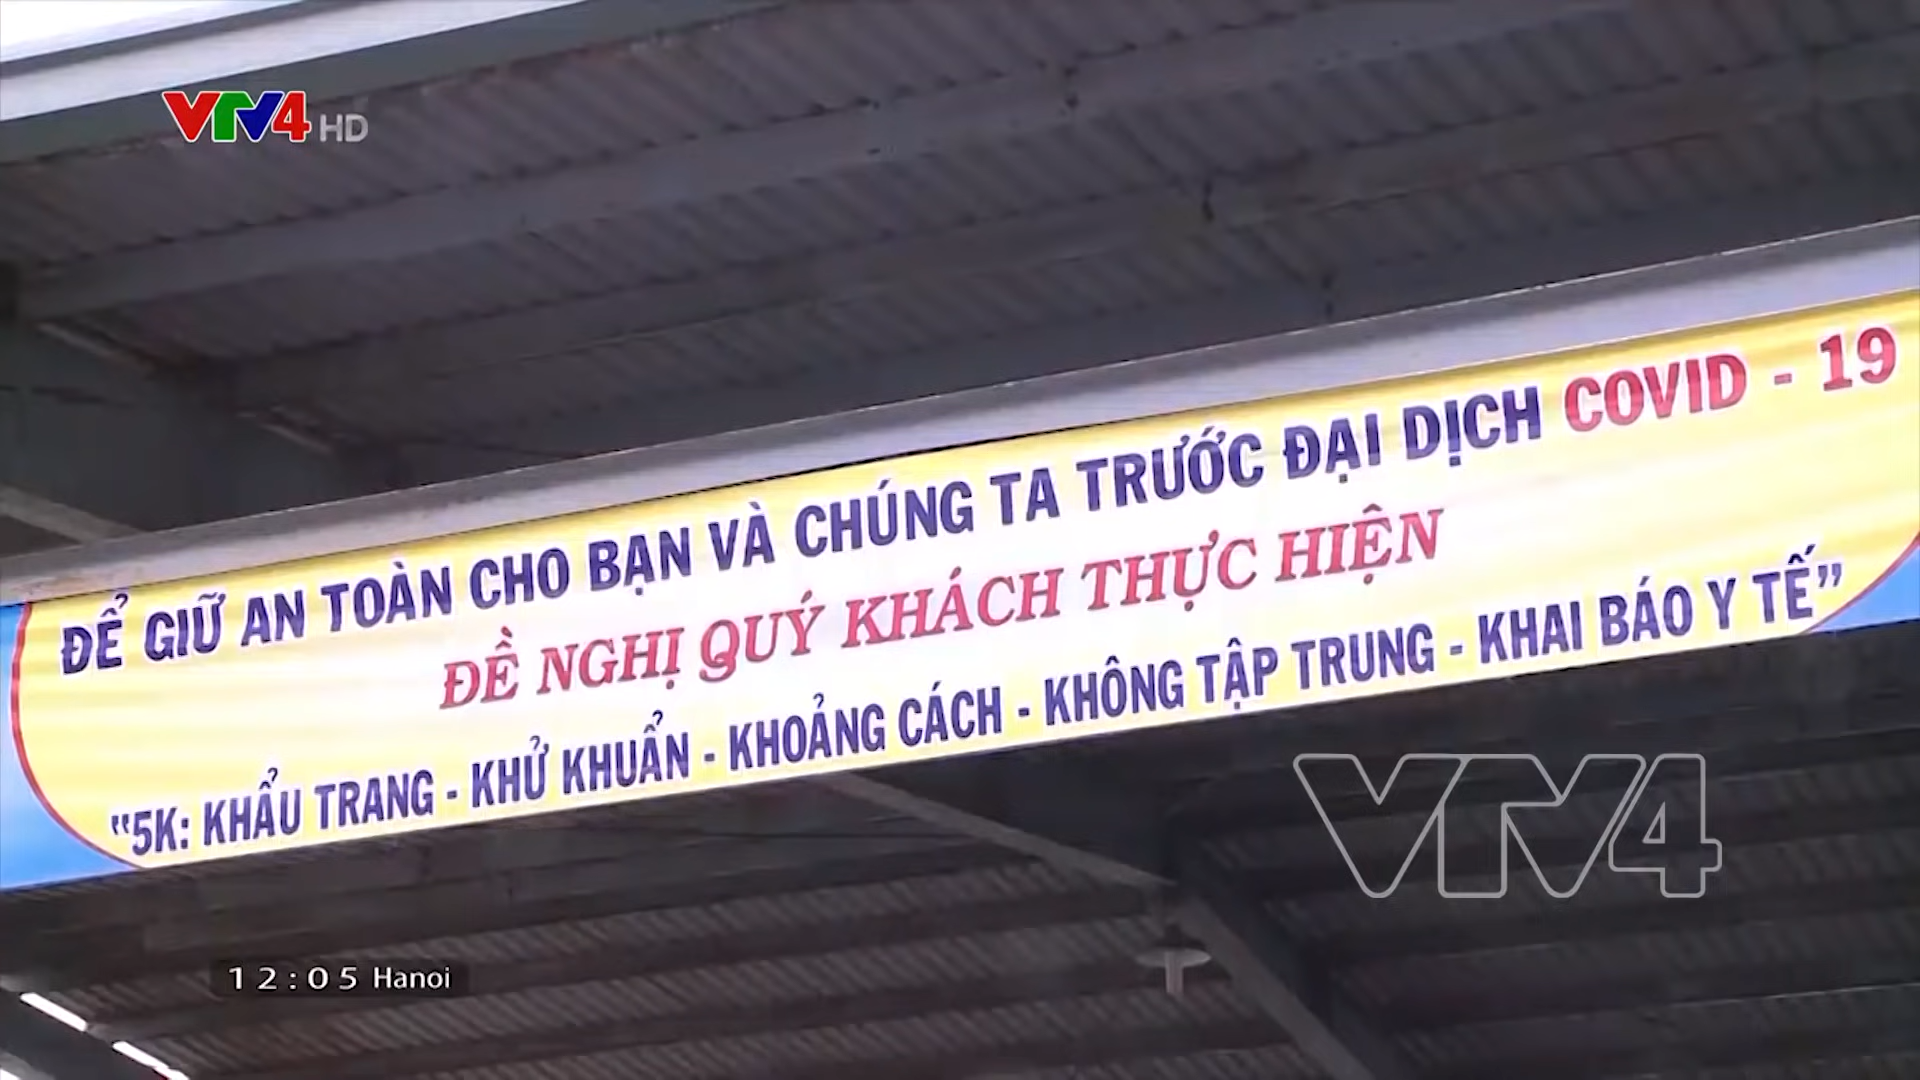 VTV4 HD
ĐỂ GIỮ AN TOÀN CHO BẠN VÀ CHÚNG TA TRƯỚC ĐẠI DỊCH COVID - 19
ĐỀ NGHỊ QUÝ KHÁCH THỰC HIỆN
"5K: KHẨU TRANG - KHỬ KHUẨN - KHOẢNG CÁCH - KHÔNG TẬP TRUNG - KHAI BÁO Y TẾ"
VTV4
12:05 Hanoi